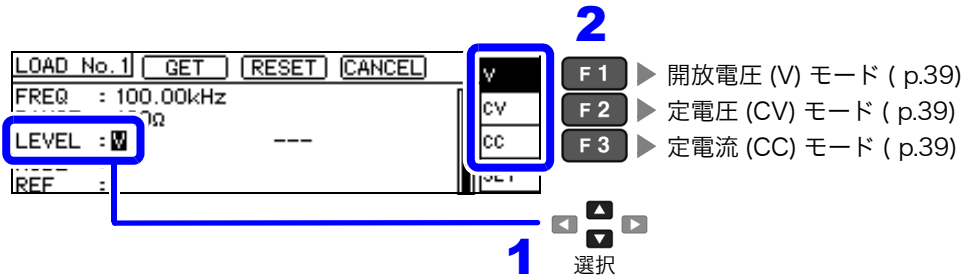 2
LOAD No.1 GET RESET CANCEL
V
F1 開放電圧 (V) モード ( p.39)
FREQ : 100.00kHz
CV
F2 定電圧 (CV) モード ( p.39)
LEVEL : V ---
CC
F3 定電流 (CC) モード ( p.39)
REF :
1
選択